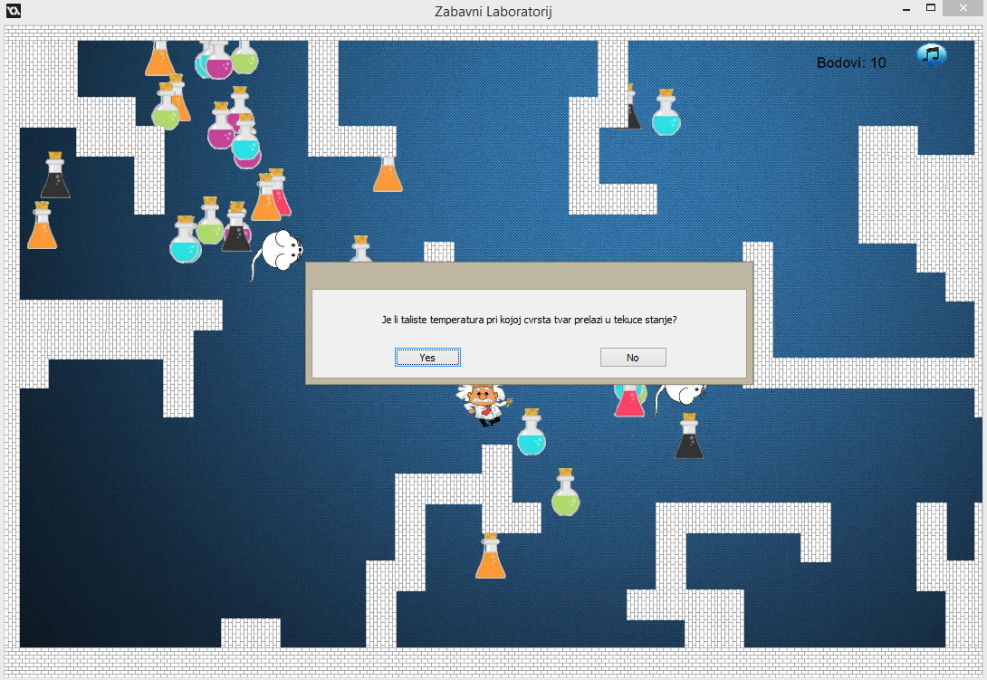 Zabavni Laboratorij
Bodovi: 10
Je li taliste temperatura pri kojoj cvrsta tvar prelazi u tekuce stanje?
Yes
No